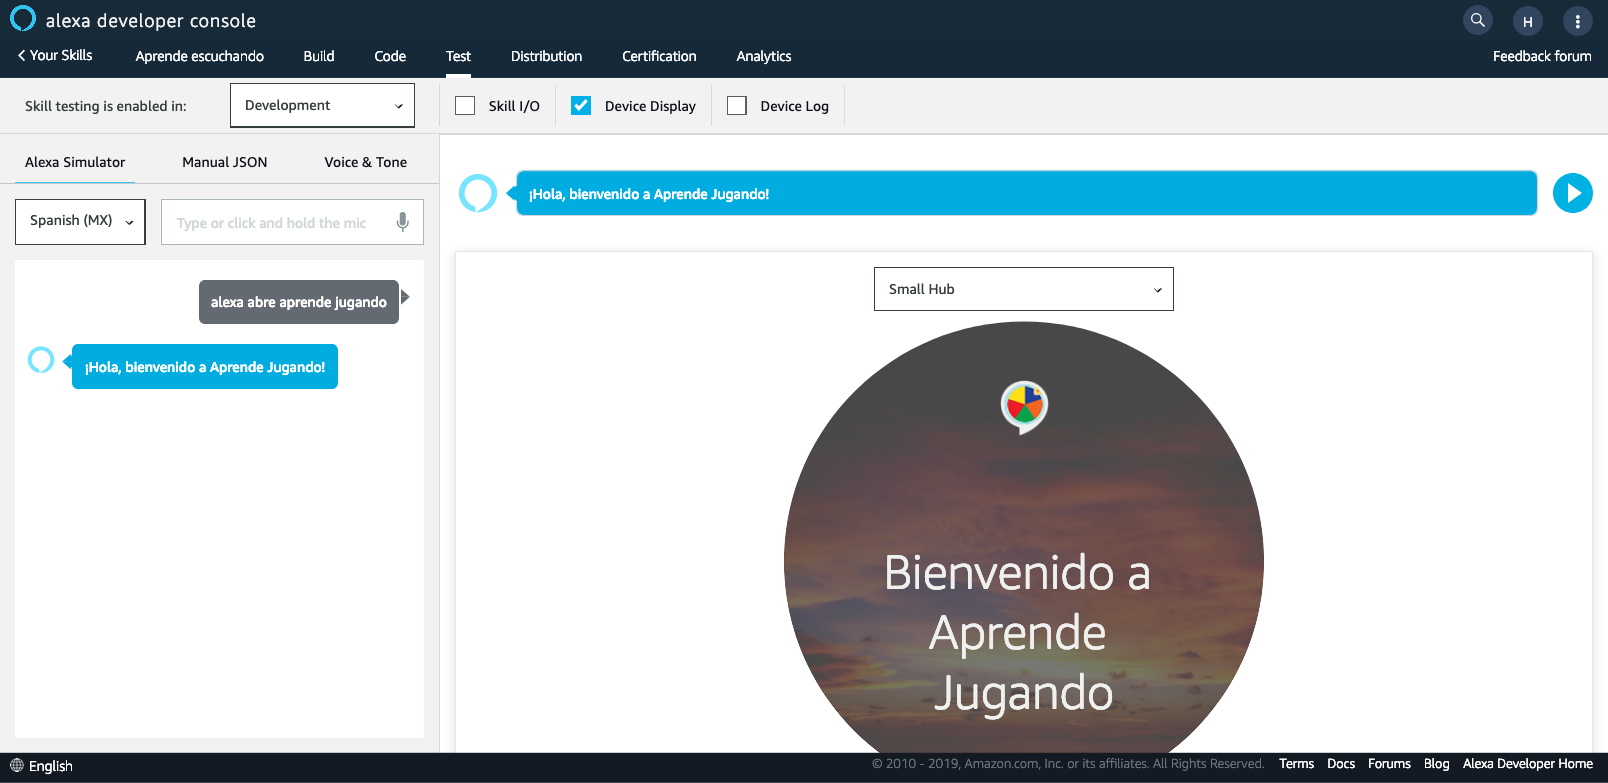 alexa developer console
H
Your Skills
Aprende escuchando
Build
Code
Test
Distribution
Certification
Analytics
Feedback forum
Skill testing is enabled in:
Development
Skill I/O
Device Display
Device Log
Alexa Simulator
Manual JSON
Voice & Tone
Spanish (MX)
Type or click and hold the mic
alexa abre aprende jugando
¡Hola, bienvenido a Aprende Jugando!
¡Hola, bienvenido a Aprende Jugando!
Small Hub
Bienvenido a
Aprende
Jugando
English
© 2010 - 2019, Amazon.com, Inc. or its affiliates. All Rights Reserved.
Terms
Docs
Forums
Blog
Alexa Developer Home